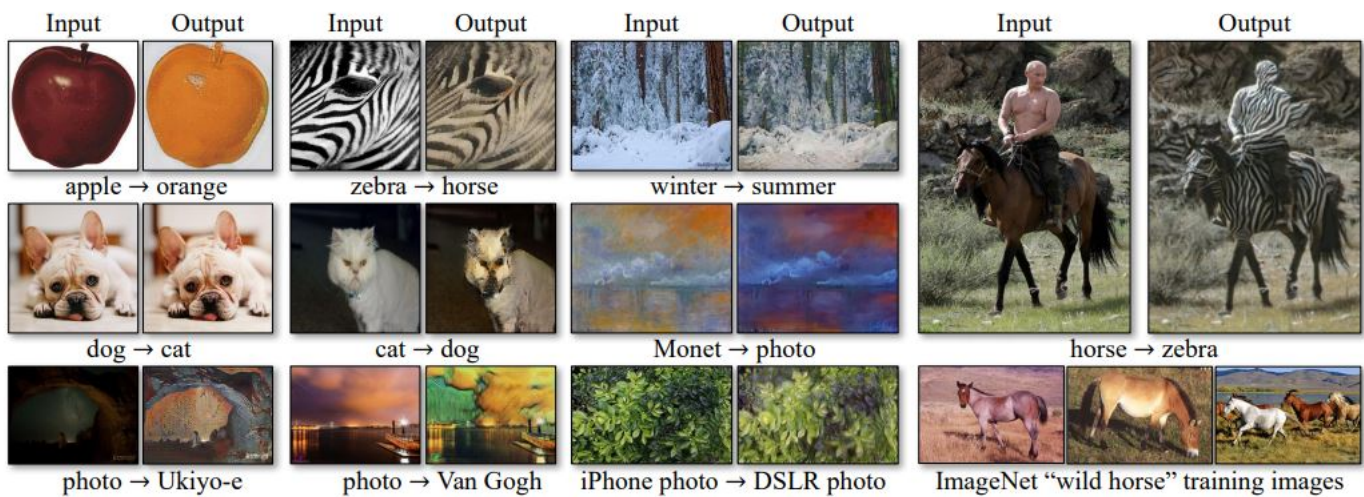 Input Output Input Output Input Output Input Output
apple → orange zebra → horse winter → summer
dog → cat cat → dog Monet → photo horse → zebra
photo → Ukiyo-e photo → Van Gogh iPhone photo → DSLR photo ImageNet “wild horse” training images